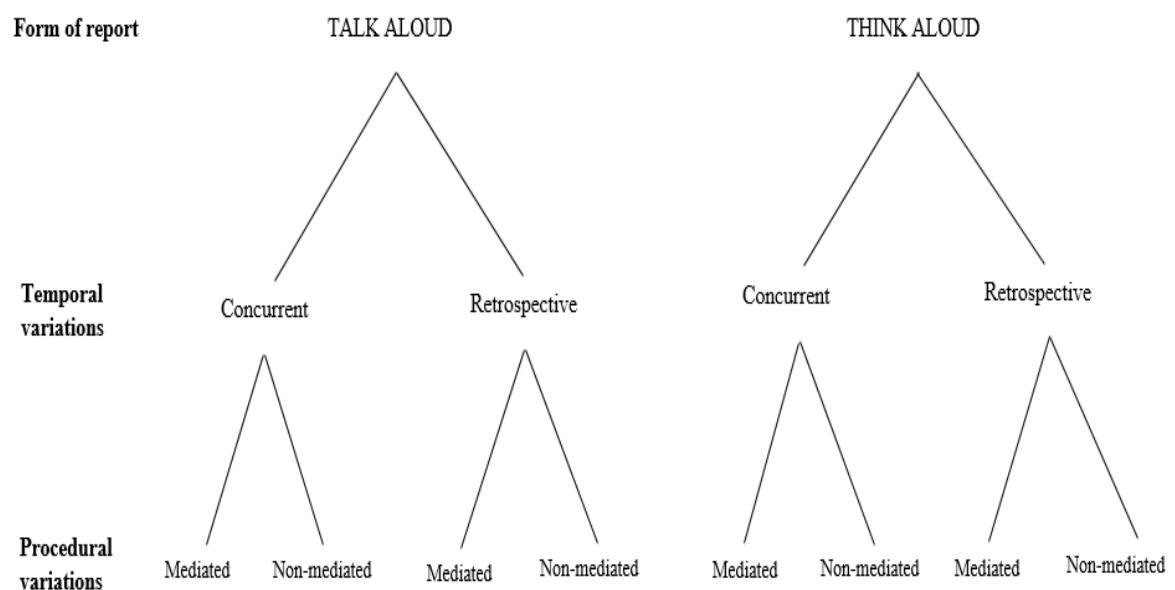 Form of report TALK ALOUD THINK ALOUD
Temporal
variations
Concurrent Retrospective Concurrent Retrospective
Procedural
variations
Mediated Non-mediated Mediated Non-mediated Mediated Non-mediated Mediated Non-mediated